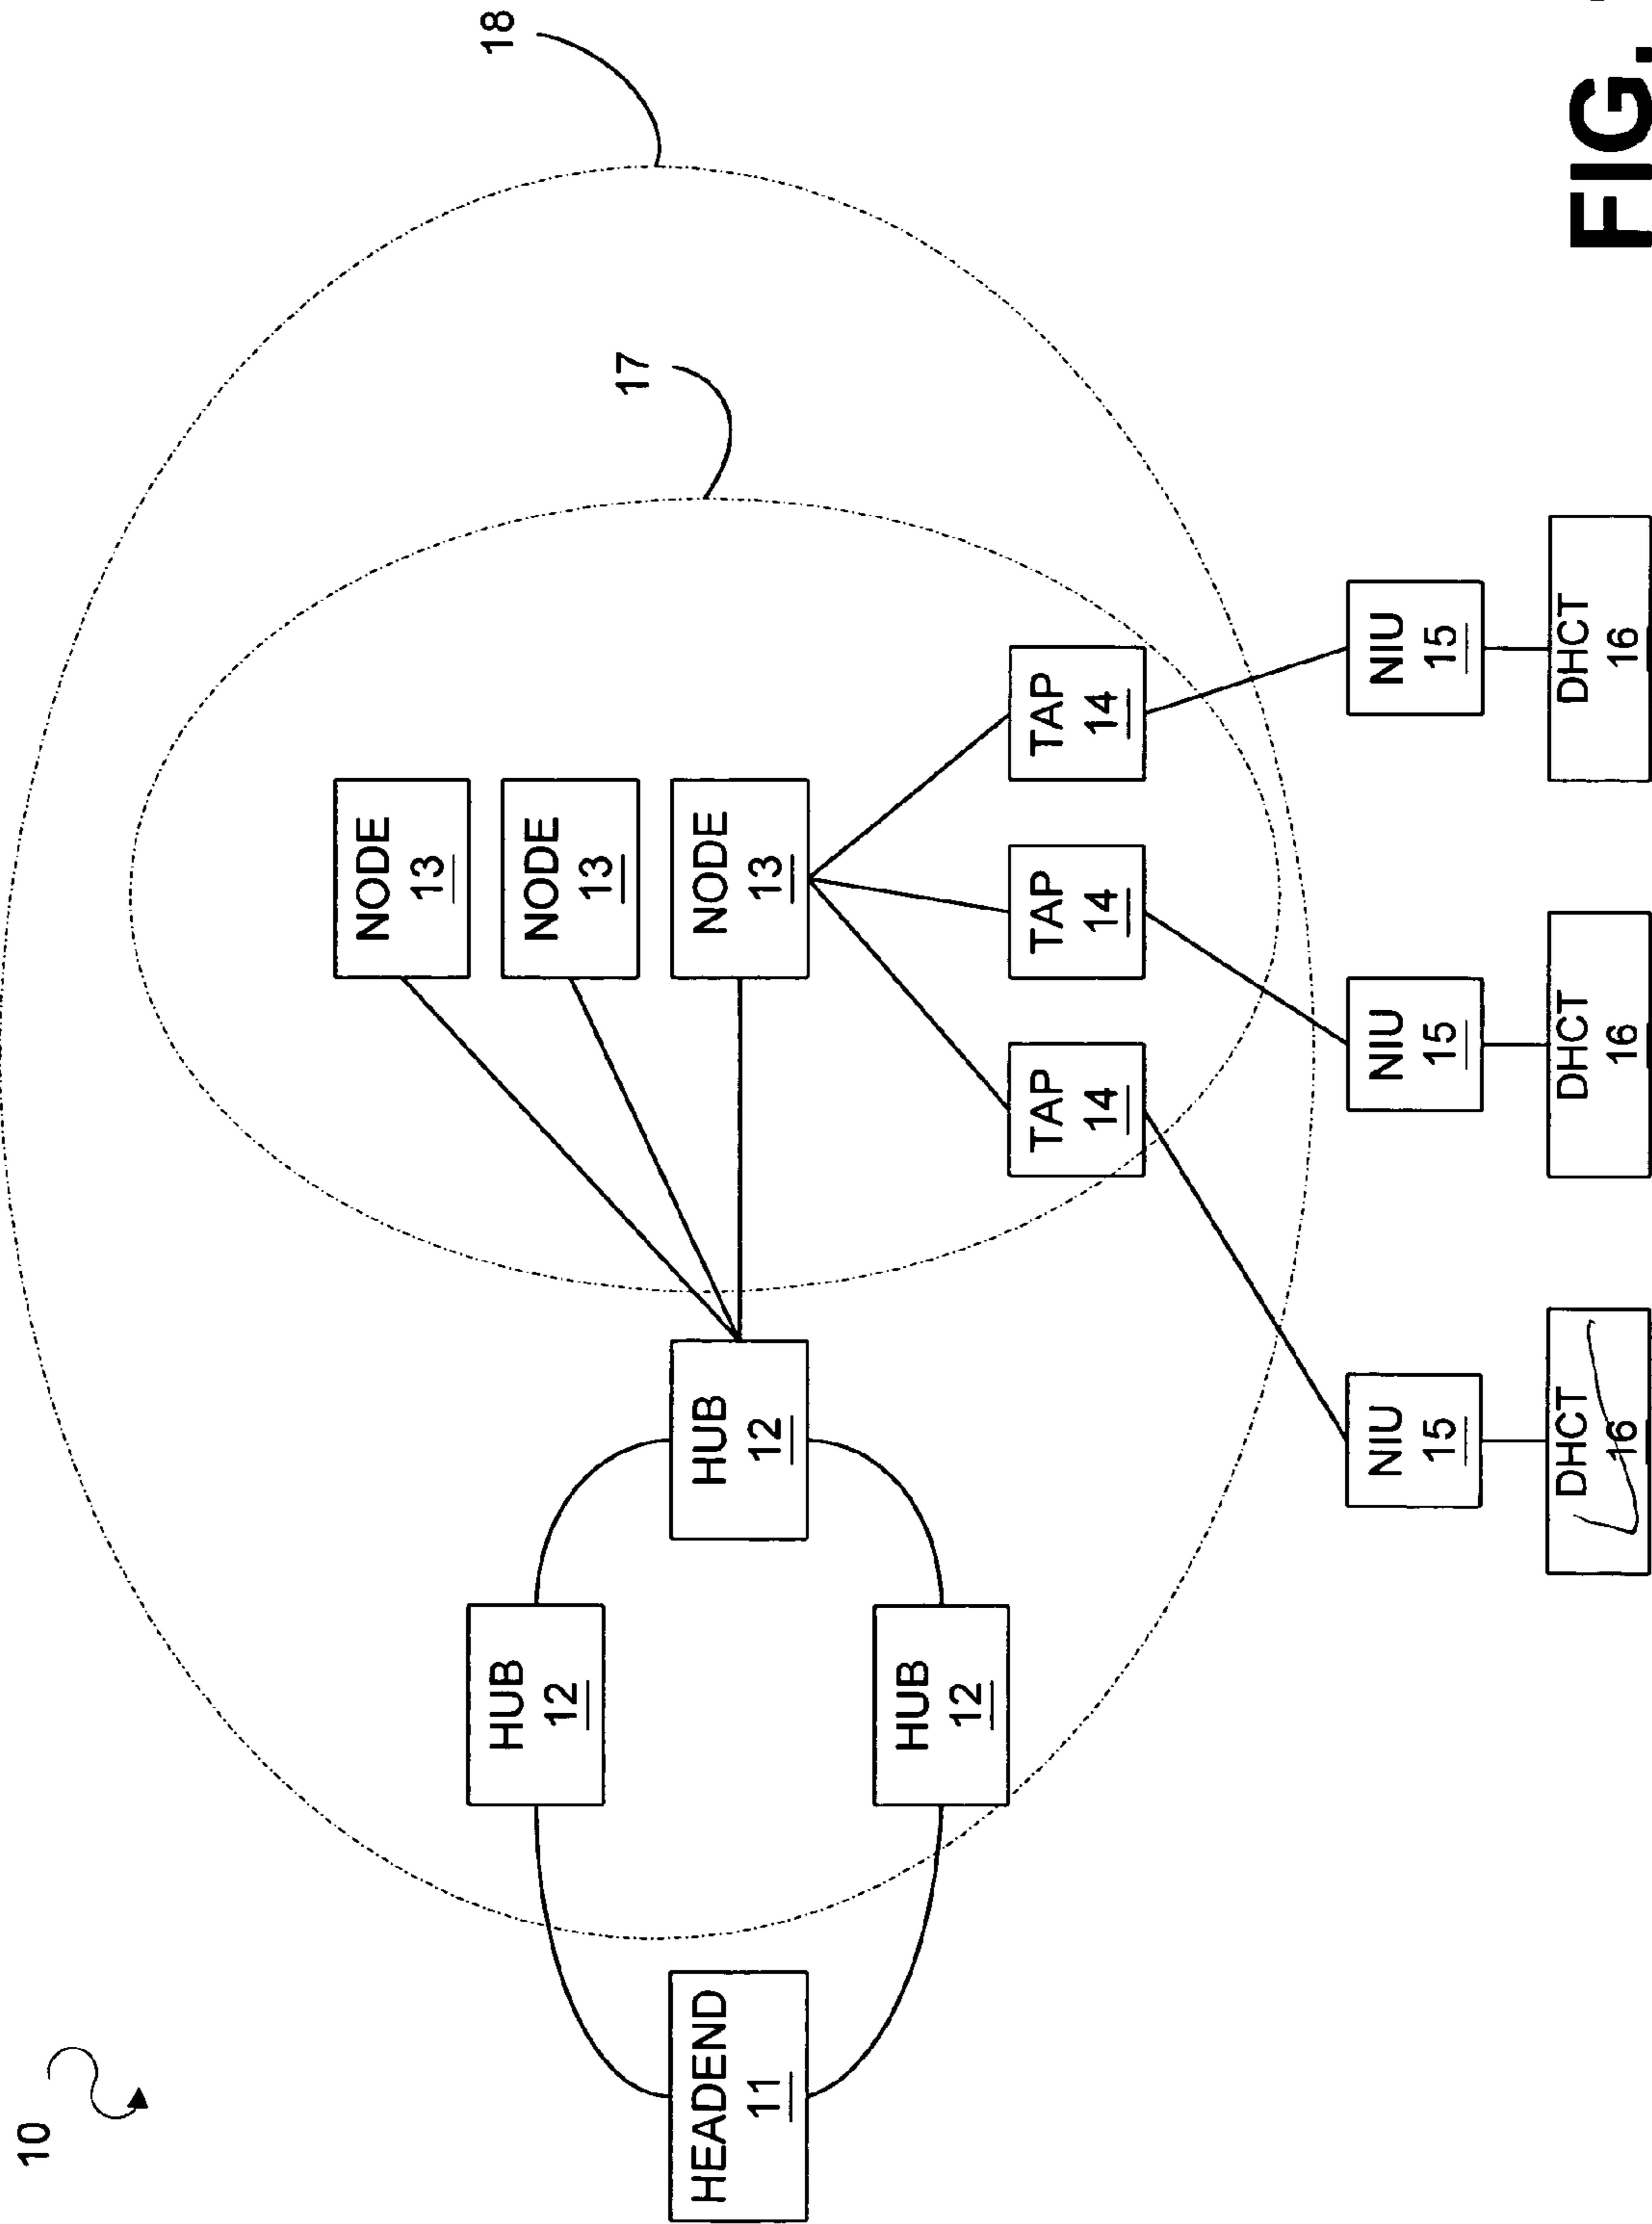 10
18
17
NODE
13
NODE
13
NODE
13
HUB
12
HUB
12
HUB
12
HEADEND
11
TAP
14
TAP
14
TAP
14
NIU
15
NIU
15
NIU
15
DHCT
16
DHCT
16
DHCT
16
FIG.